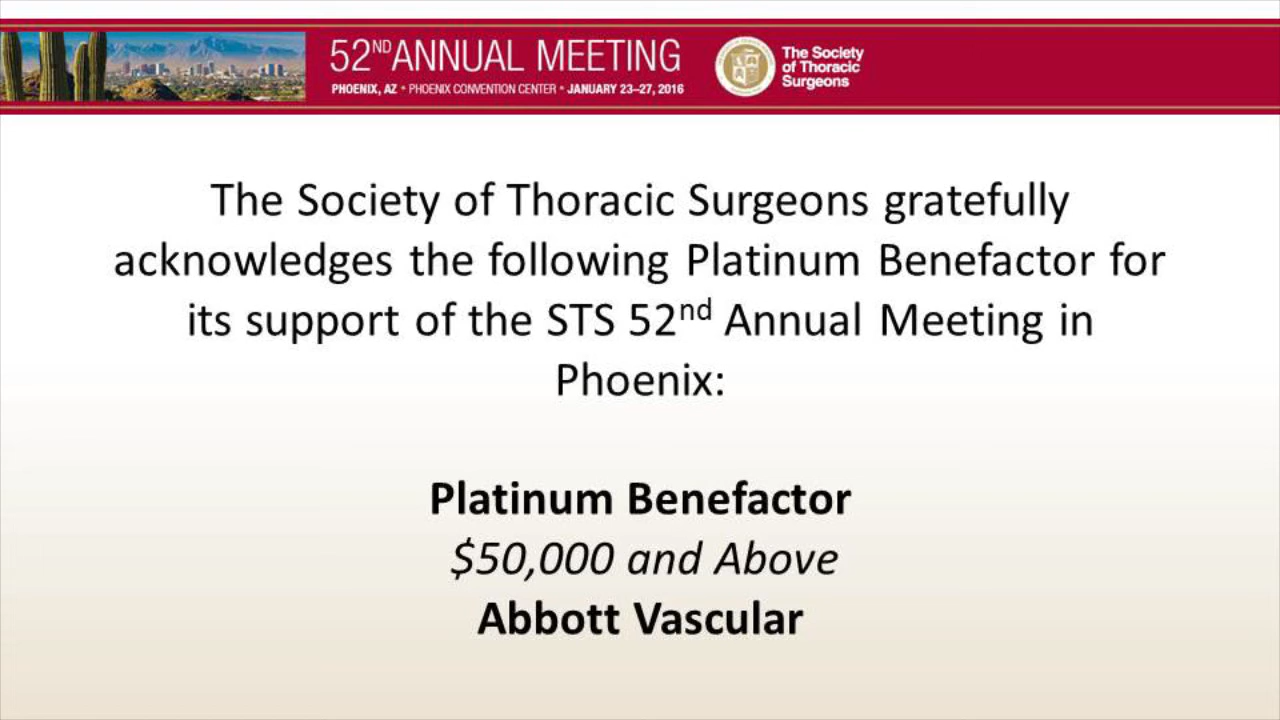 52ND ANNUAL MEETING
PHOENIX, AZ • PHOENIX CONVENTION CENTER • JANUARY 23–27, 2016
The Society
of Thoracic
Surgeons
The Society of Thoracic Surgeons gratefully
acknowledges the following Platinum Benefactor for
its support of the STS 52nd Annual Meeting in
Phoenix:
Platinum Benefactor
$50,000 and Above
Abbott Vascular